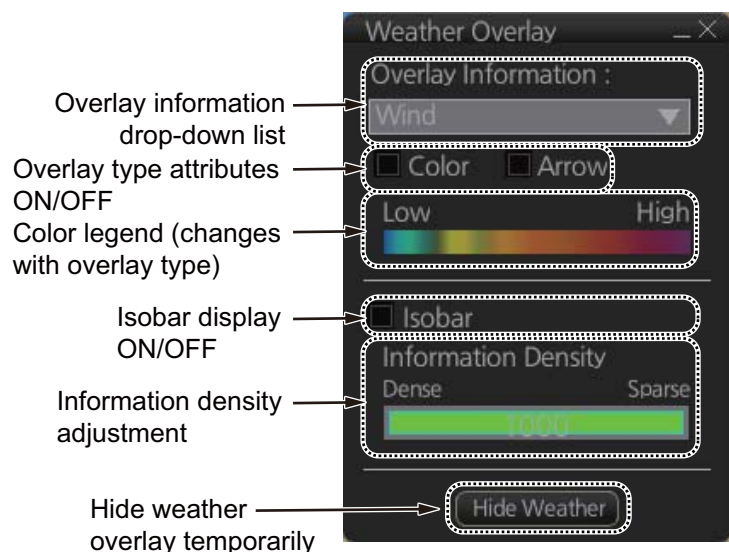 Weather Overlay
Overlay Information :
Wind
Color Arrow
Low High
Isobar
Information Density
Dense Sparse
1000
Hide Weather
Overlay information
drop-down list
Overlay type attributes
ON/OFF
Color legend (changes
with overlay type)
Isobar display
ON/OFF
Information density
adjustment
Hide weather
overlay temporarily